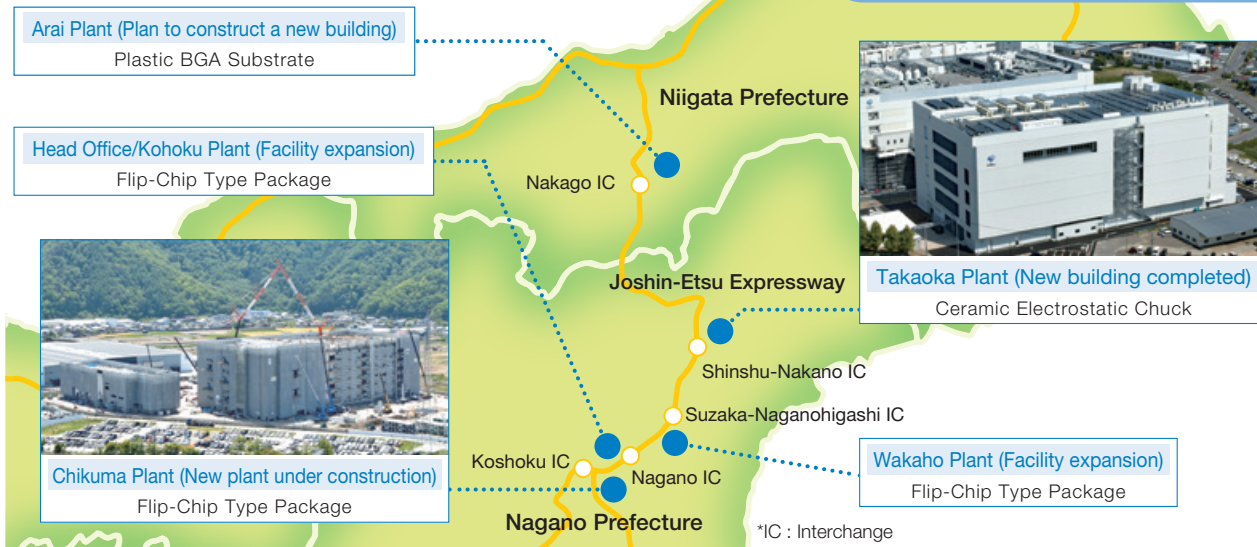 Arai Plant (Plan to construct a new building)
Plastic BGA Substrate
Niigata Prefecture
Head Office/Kohoku Plant (Facility expansion)
Flip-Chip Type Package
Nakago IC
Takaoka Plant (New building completed)
Ceramic Electrostatic Chuck
Joshin-Etsu Expressway
Shinshu-Nakano IC
Suzaka-Naganohigashi IC
Koshoku IC
Nagano IC
Wakaho Plant (Facility expansion)
Flip-Chip Type Package
Chikuma Plant (New plant under construction)
Flip-Chip Type Package
Nagano Prefecture
*IC : Interchange